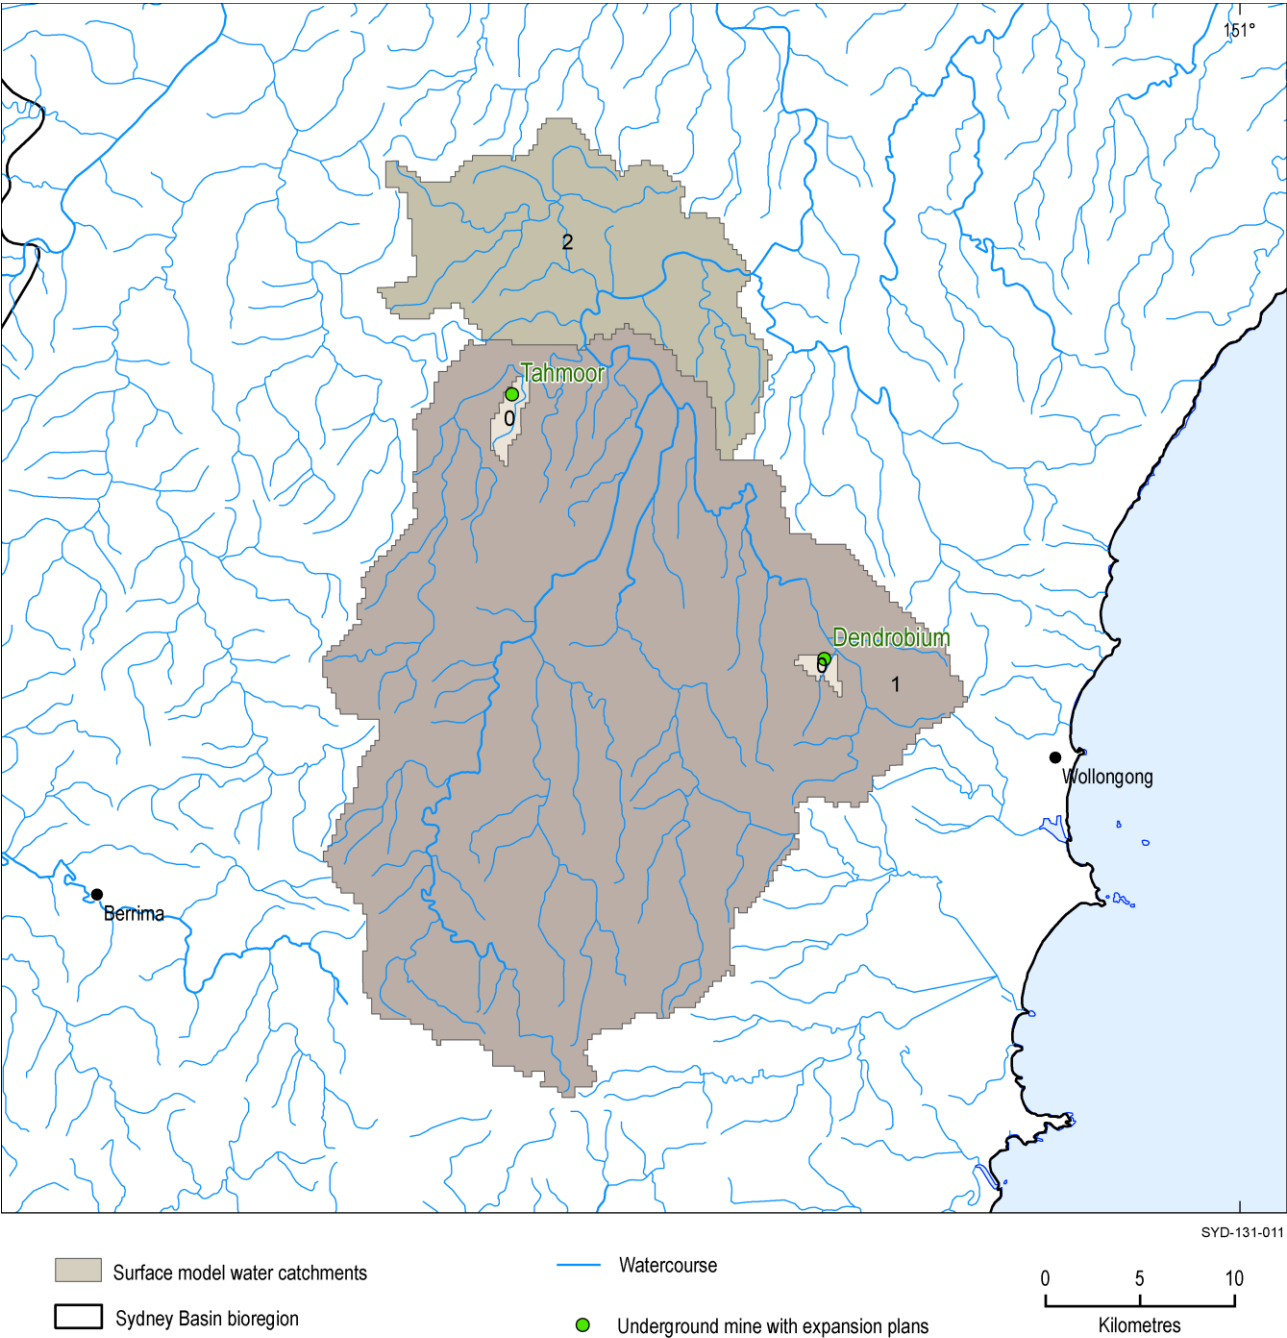 151°
2
Tahmoor
0
Dendrobium
0
1
Wollongong
Berrima
SYD-131-011
Surface model water catchments
Watercourse
0 5 10
Sydney Basin bioregion
Underground mine with expansion plans
Kilometres